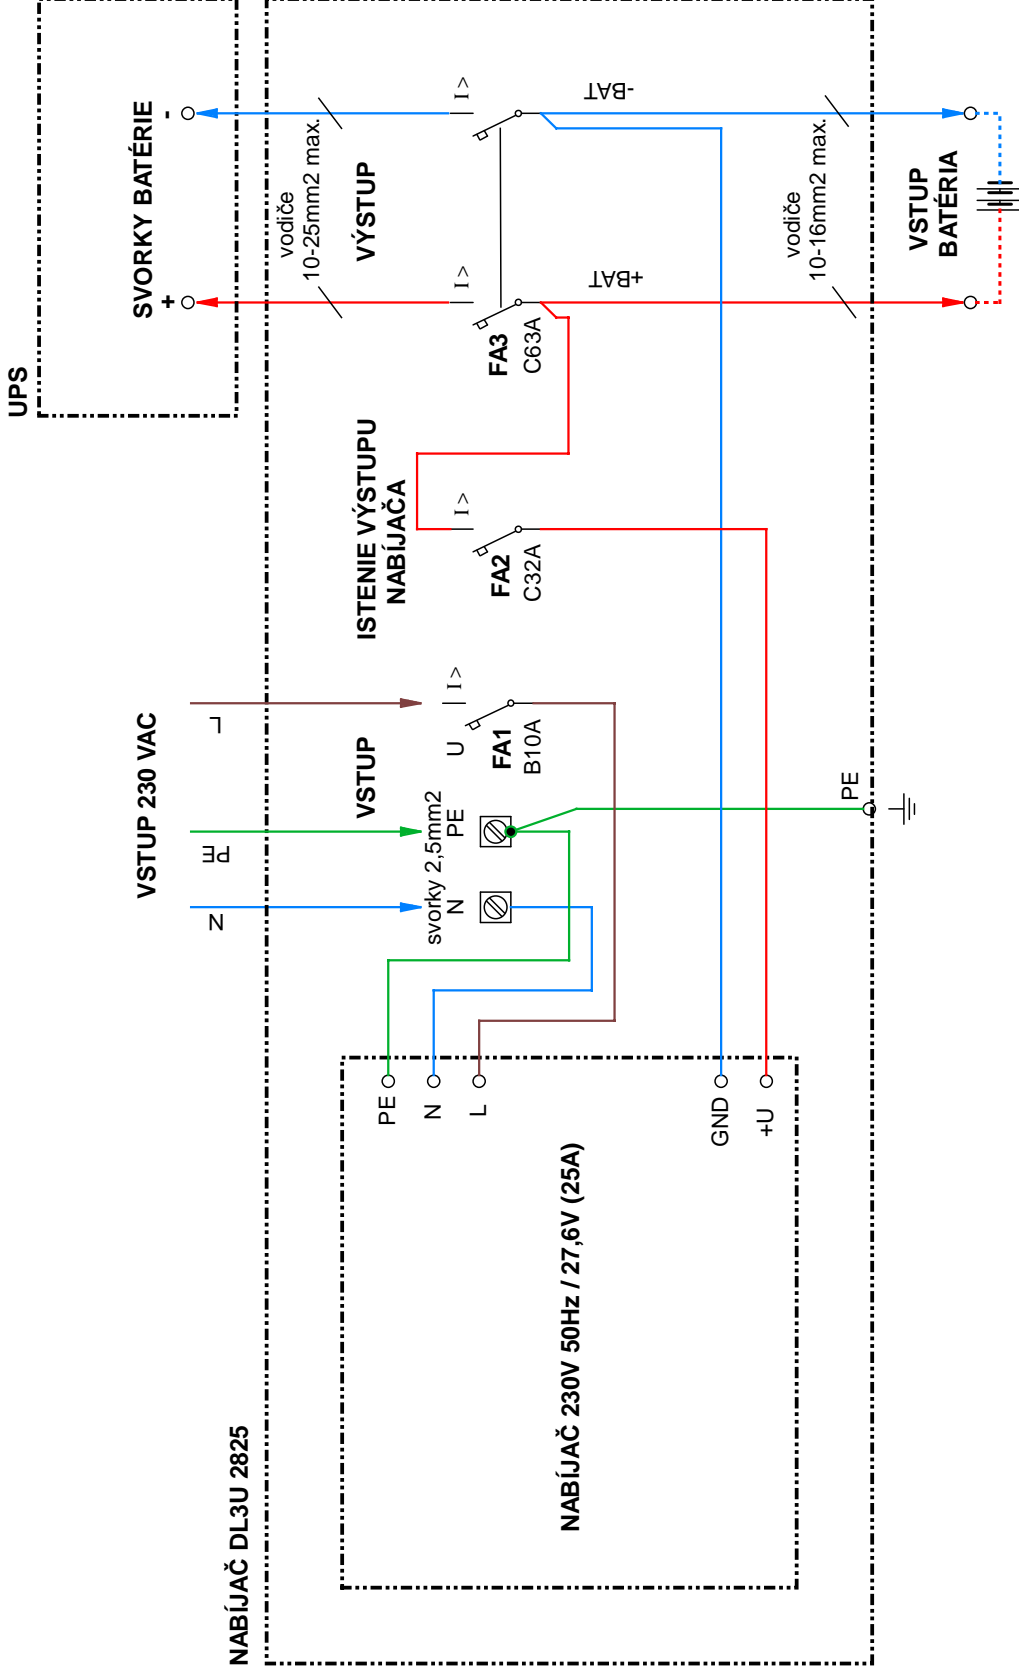 NABÍJAČ DL3U 2825
UPS
SVORKY BATÉRIE
+
-
VSTUP 230 VAC
N
PE
L
vodiče
10-25mm2 max.
VSTUP
VÝSTUP
ISTENIE VÝSTUPU
NABÍJAČA
svorky 2,5mm2
N
PE
U
I >
I >
I >
I >
FA1
B10A
FA2
C32A
FA3
C63A
+BAT
-BAT
PE
N
L
GND
+U
NABÍJAČ 230V 50Hz / 27,6V (25A)
PE
vodiče
10-16mm2 max.
VSTUP
BATÉRIA